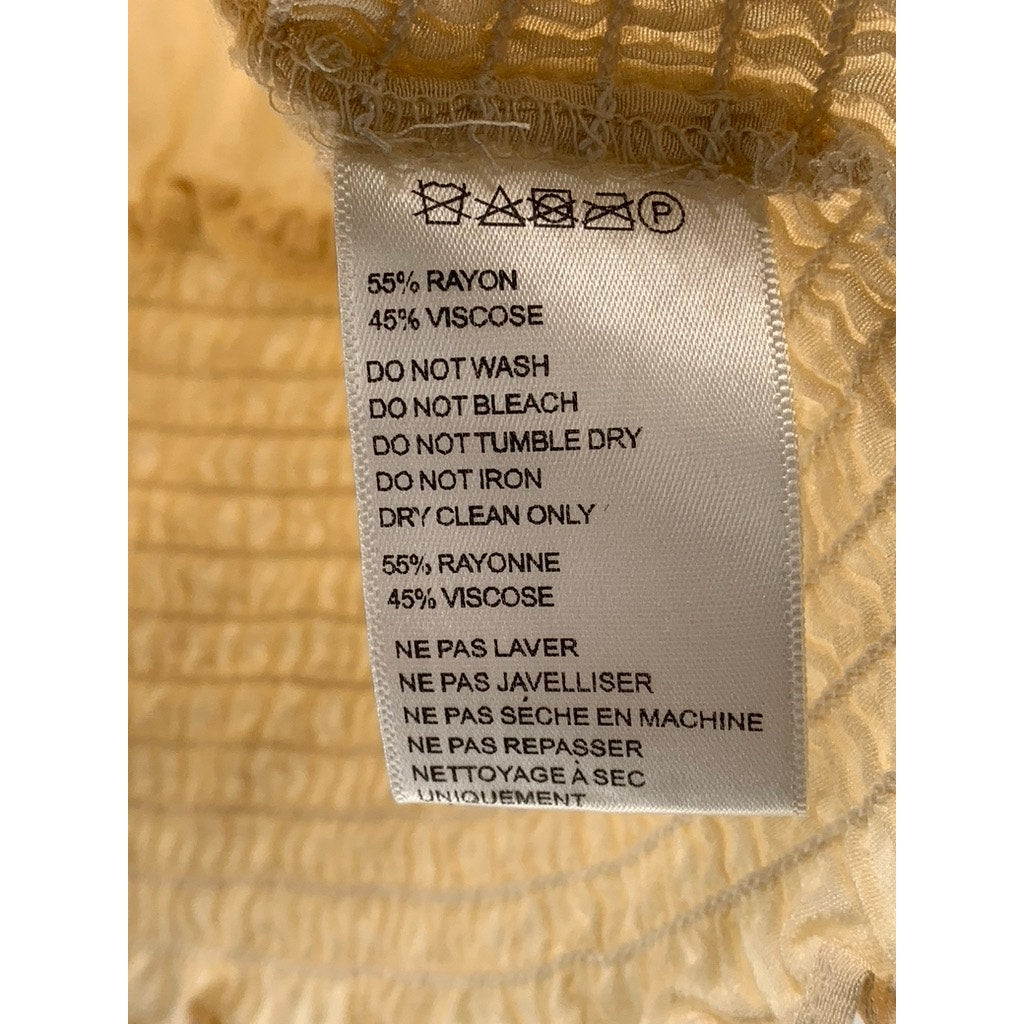 P
55% RAYON
45% VISCOSE
DO NOT WASH
DO NOT BLEACH
DO NOT TUMBLE DRY
DO NOT IRON
DRY CLEAN ONLY
55% RAYONNE
45% VISCOSE
NE PAS LAVER
NE PAS JAVELLISER
NE PAS SÉCHE EN MACHINE
NE PAS REPASSER
NETTOYAGE À SEC
UNIQUEMENT